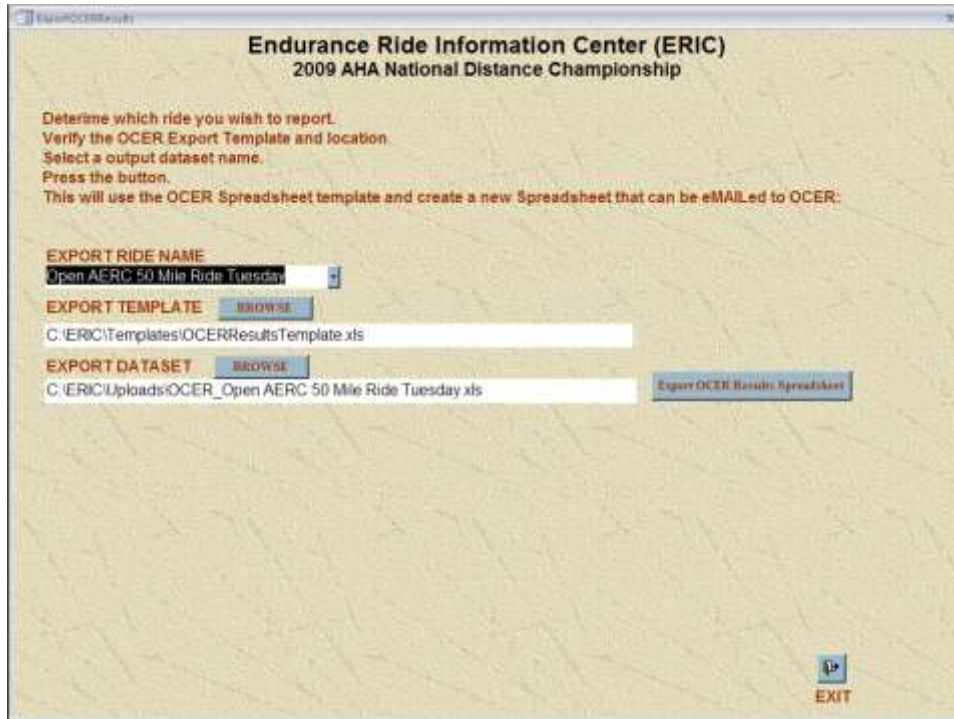 ExportOCERResults
Endurance Ride Information Center (ERIC)
2009 AHA National Distance Championship
Deterime which ride you wish to report.
Verify the OCER Export Template and location
Select a output dataset name.
Press the button.
This will use the OCER Spreadsheet template and create a new Spreadsheet that can be eMAILed to OCER:
EXPORT RIDE NAME
Open AERC 50 Mile Ride Tuesday
EXPORT TEMPLATE BROWSE
C:\ERIC\Templates\OCERResultsTemplate.xls
EXPORT DATASET BROWSE
C:\ERIC\Uploads\OCER_Open AERC 50 Mile Ride Tuesday.xls
Export OCER Results Spreadsheet
EXIT